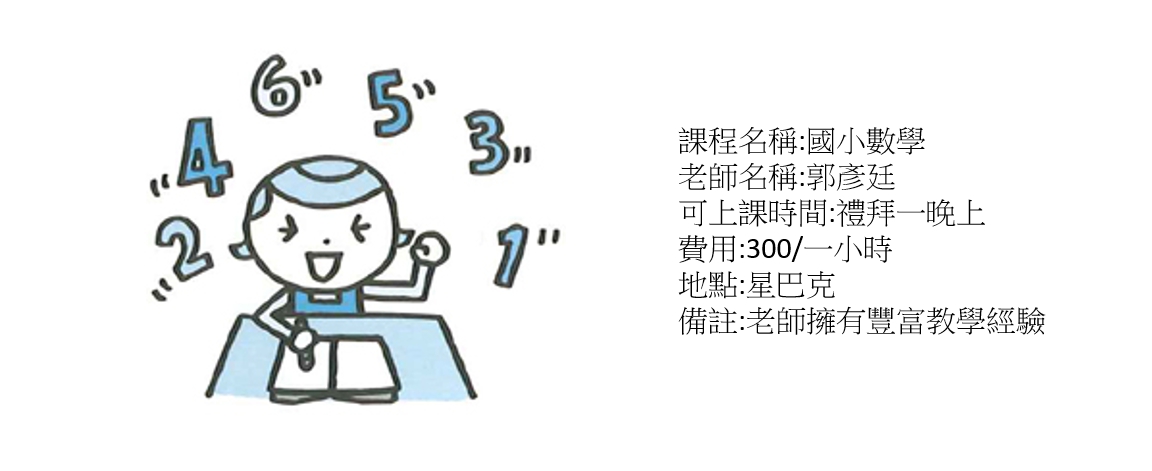 6
5
4
3
2
1
課程名稱:國小數學
老師名稱:郭彥廷
可上課時間:禮拜一晚上
費用:300/一小時
地點:星巴克
備註:老師擁有豐富教學經驗